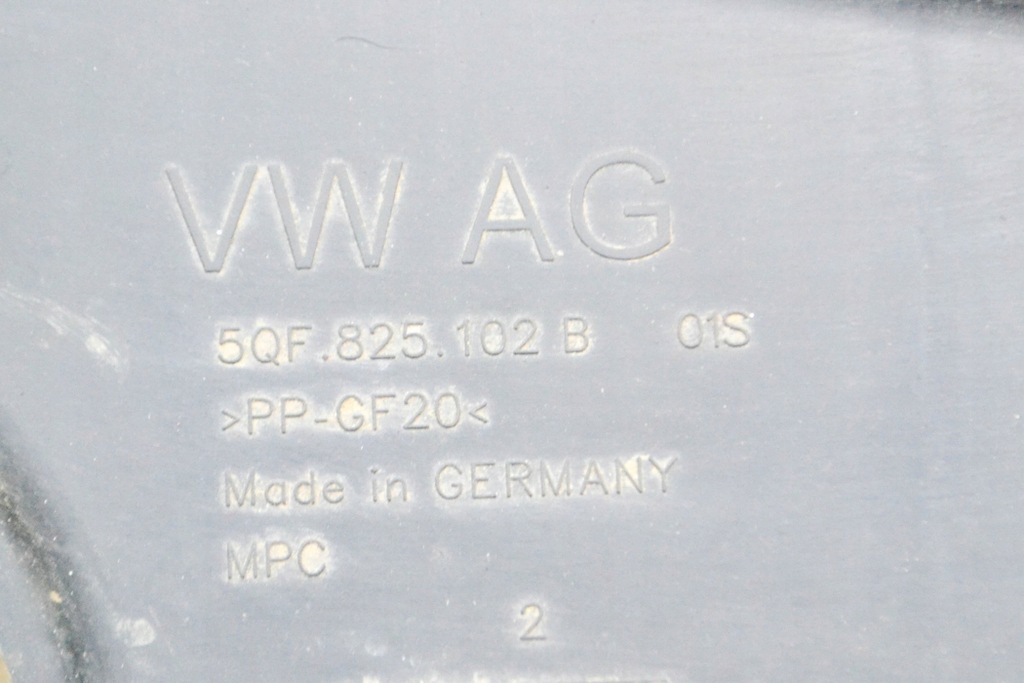 VW AG
5QF.825.102 B 01S
>PP-GF20<
Made in GERMANY
MPC
2